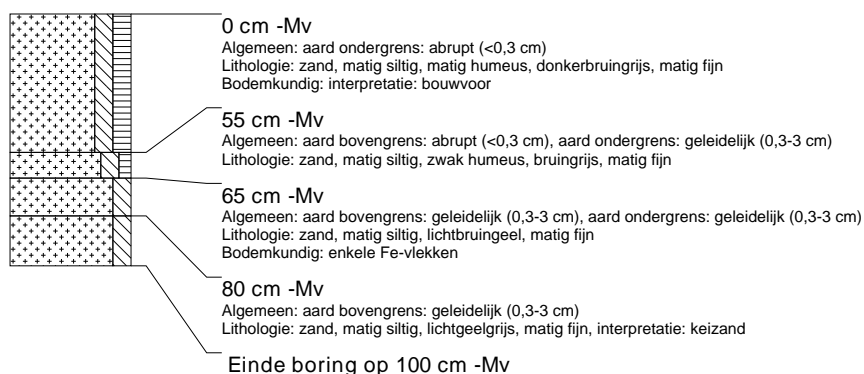 0 cm -Mv
Algemeen: aard ondergrens: abrupt (<0,3 cm)
Lithologie: zand, matig siltig, matig humeus, donkerbruingrijs, matig fijn
Bodemkundig: interpretatie: bouwvoor
55 cm -Mv
Algemeen: aard bovengrens: abrupt (<0,3 cm), aard ondergrens: geleidelijk (0,3-3 cm)
Lithologie: zand, matig siltig, zwak humeus, bruingrijs, matig fijn
65 cm -Mv
Algemeen: aard bovengrens: geleidelijk (0,3-3 cm), aard ondergrens: geleidelijk (0,3-3 cm)
Lithologie: zand, matig siltig, lichtbruingeel, matig fijn
Bodemkundig: enkele Fe-vlekken
80 cm -Mv
Algemeen: aard bovengrens: geleidelijk (0,3-3 cm)
Lithologie: zand, matig siltig, lichtgeelgrijs, matig fijn, interpretatie: keizand
Einde boring op 100 cm -Mv